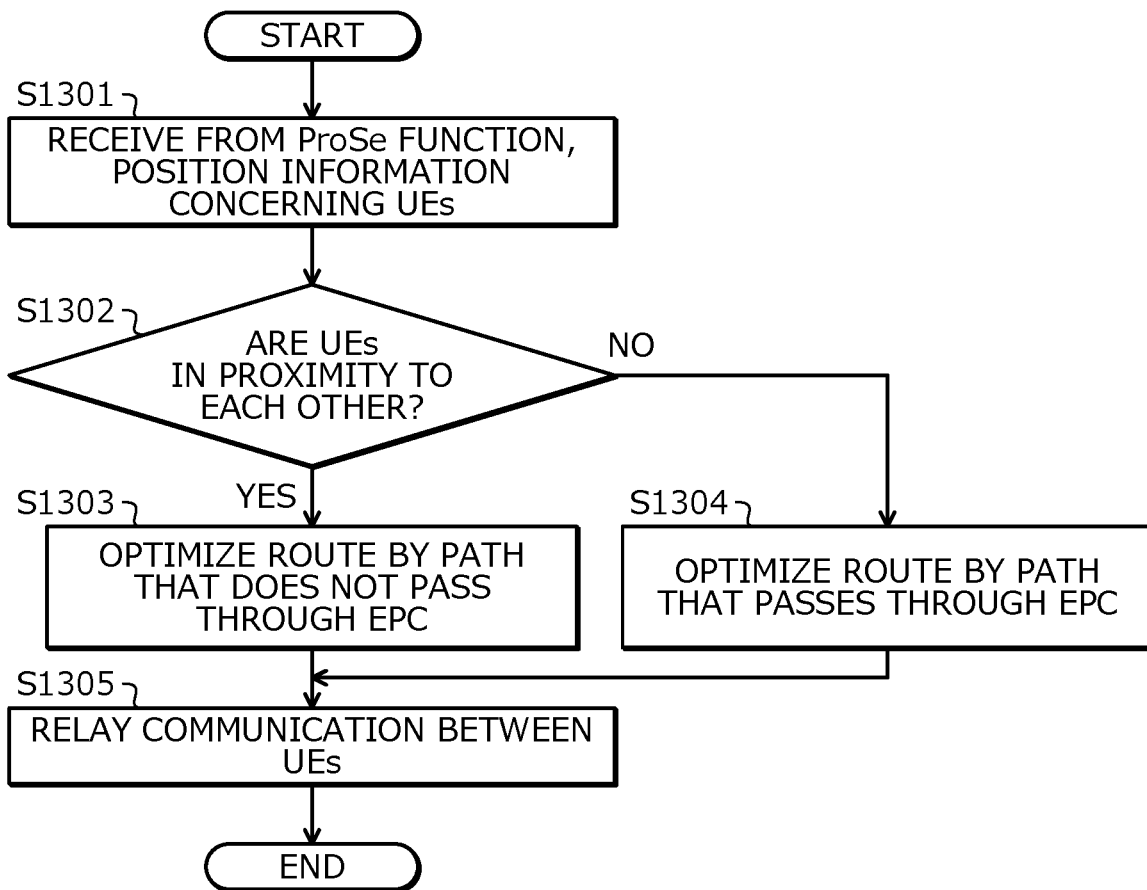 START
S1301
RECEIVE FROM ProSe FUNCTION,
POSITION INFORMATION
CONCERNING UEs
S1302
ARE UEs
IN PROXIMITY TO
EACH OTHER?
NO
YES
S1303
OPTIMIZE ROUTE BY PATH
THAT DOES NOT PASS
THROUGH EPC
S1304
OPTIMIZE ROUTE BY PATH
THAT PASSES THROUGH EPC
S1305
RELAY COMMUNICATION BETWEEN
UEs
END